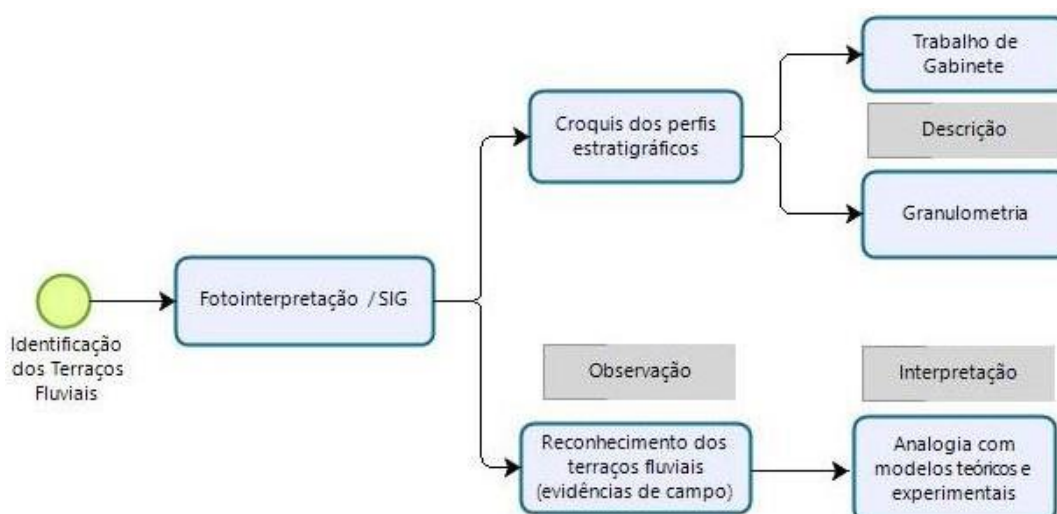 Trabalho de
Gabinete
Croquis dos perfis
estratigráficos
Descrição
Granulometria
Fotointerpretação / SIG
Identificação
dos Terraços
Fluviais
Observação
Interpretação
Reconhecimento dos
terraços fluviais
(evidências de campo)
Analogia com
modelos teóricos e
experimentais